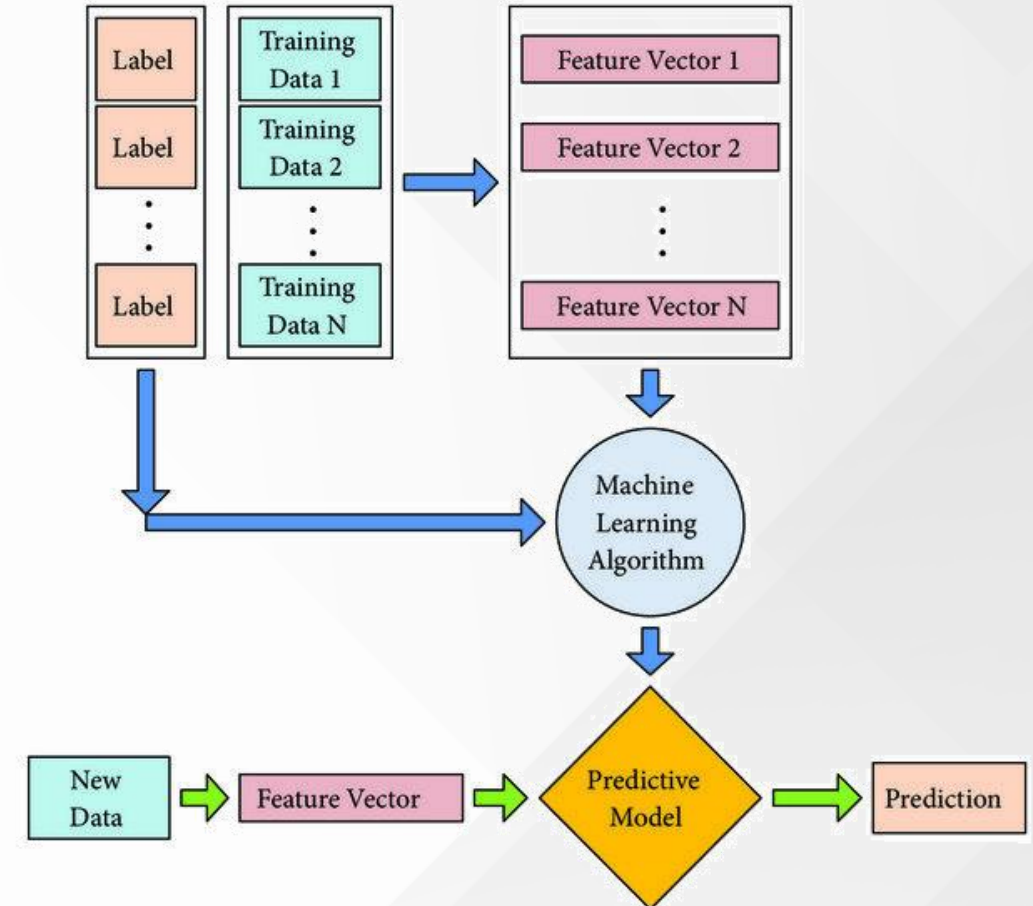 Label
Training
Data 1
Feature Vector 1
Label
Training
Data 2
Feature Vector 2
Label
Training
Data N
Feature Vector N
Machine
Learning
Algorithm
New
Data
Feature Vector
Predictive
Model
Prediction